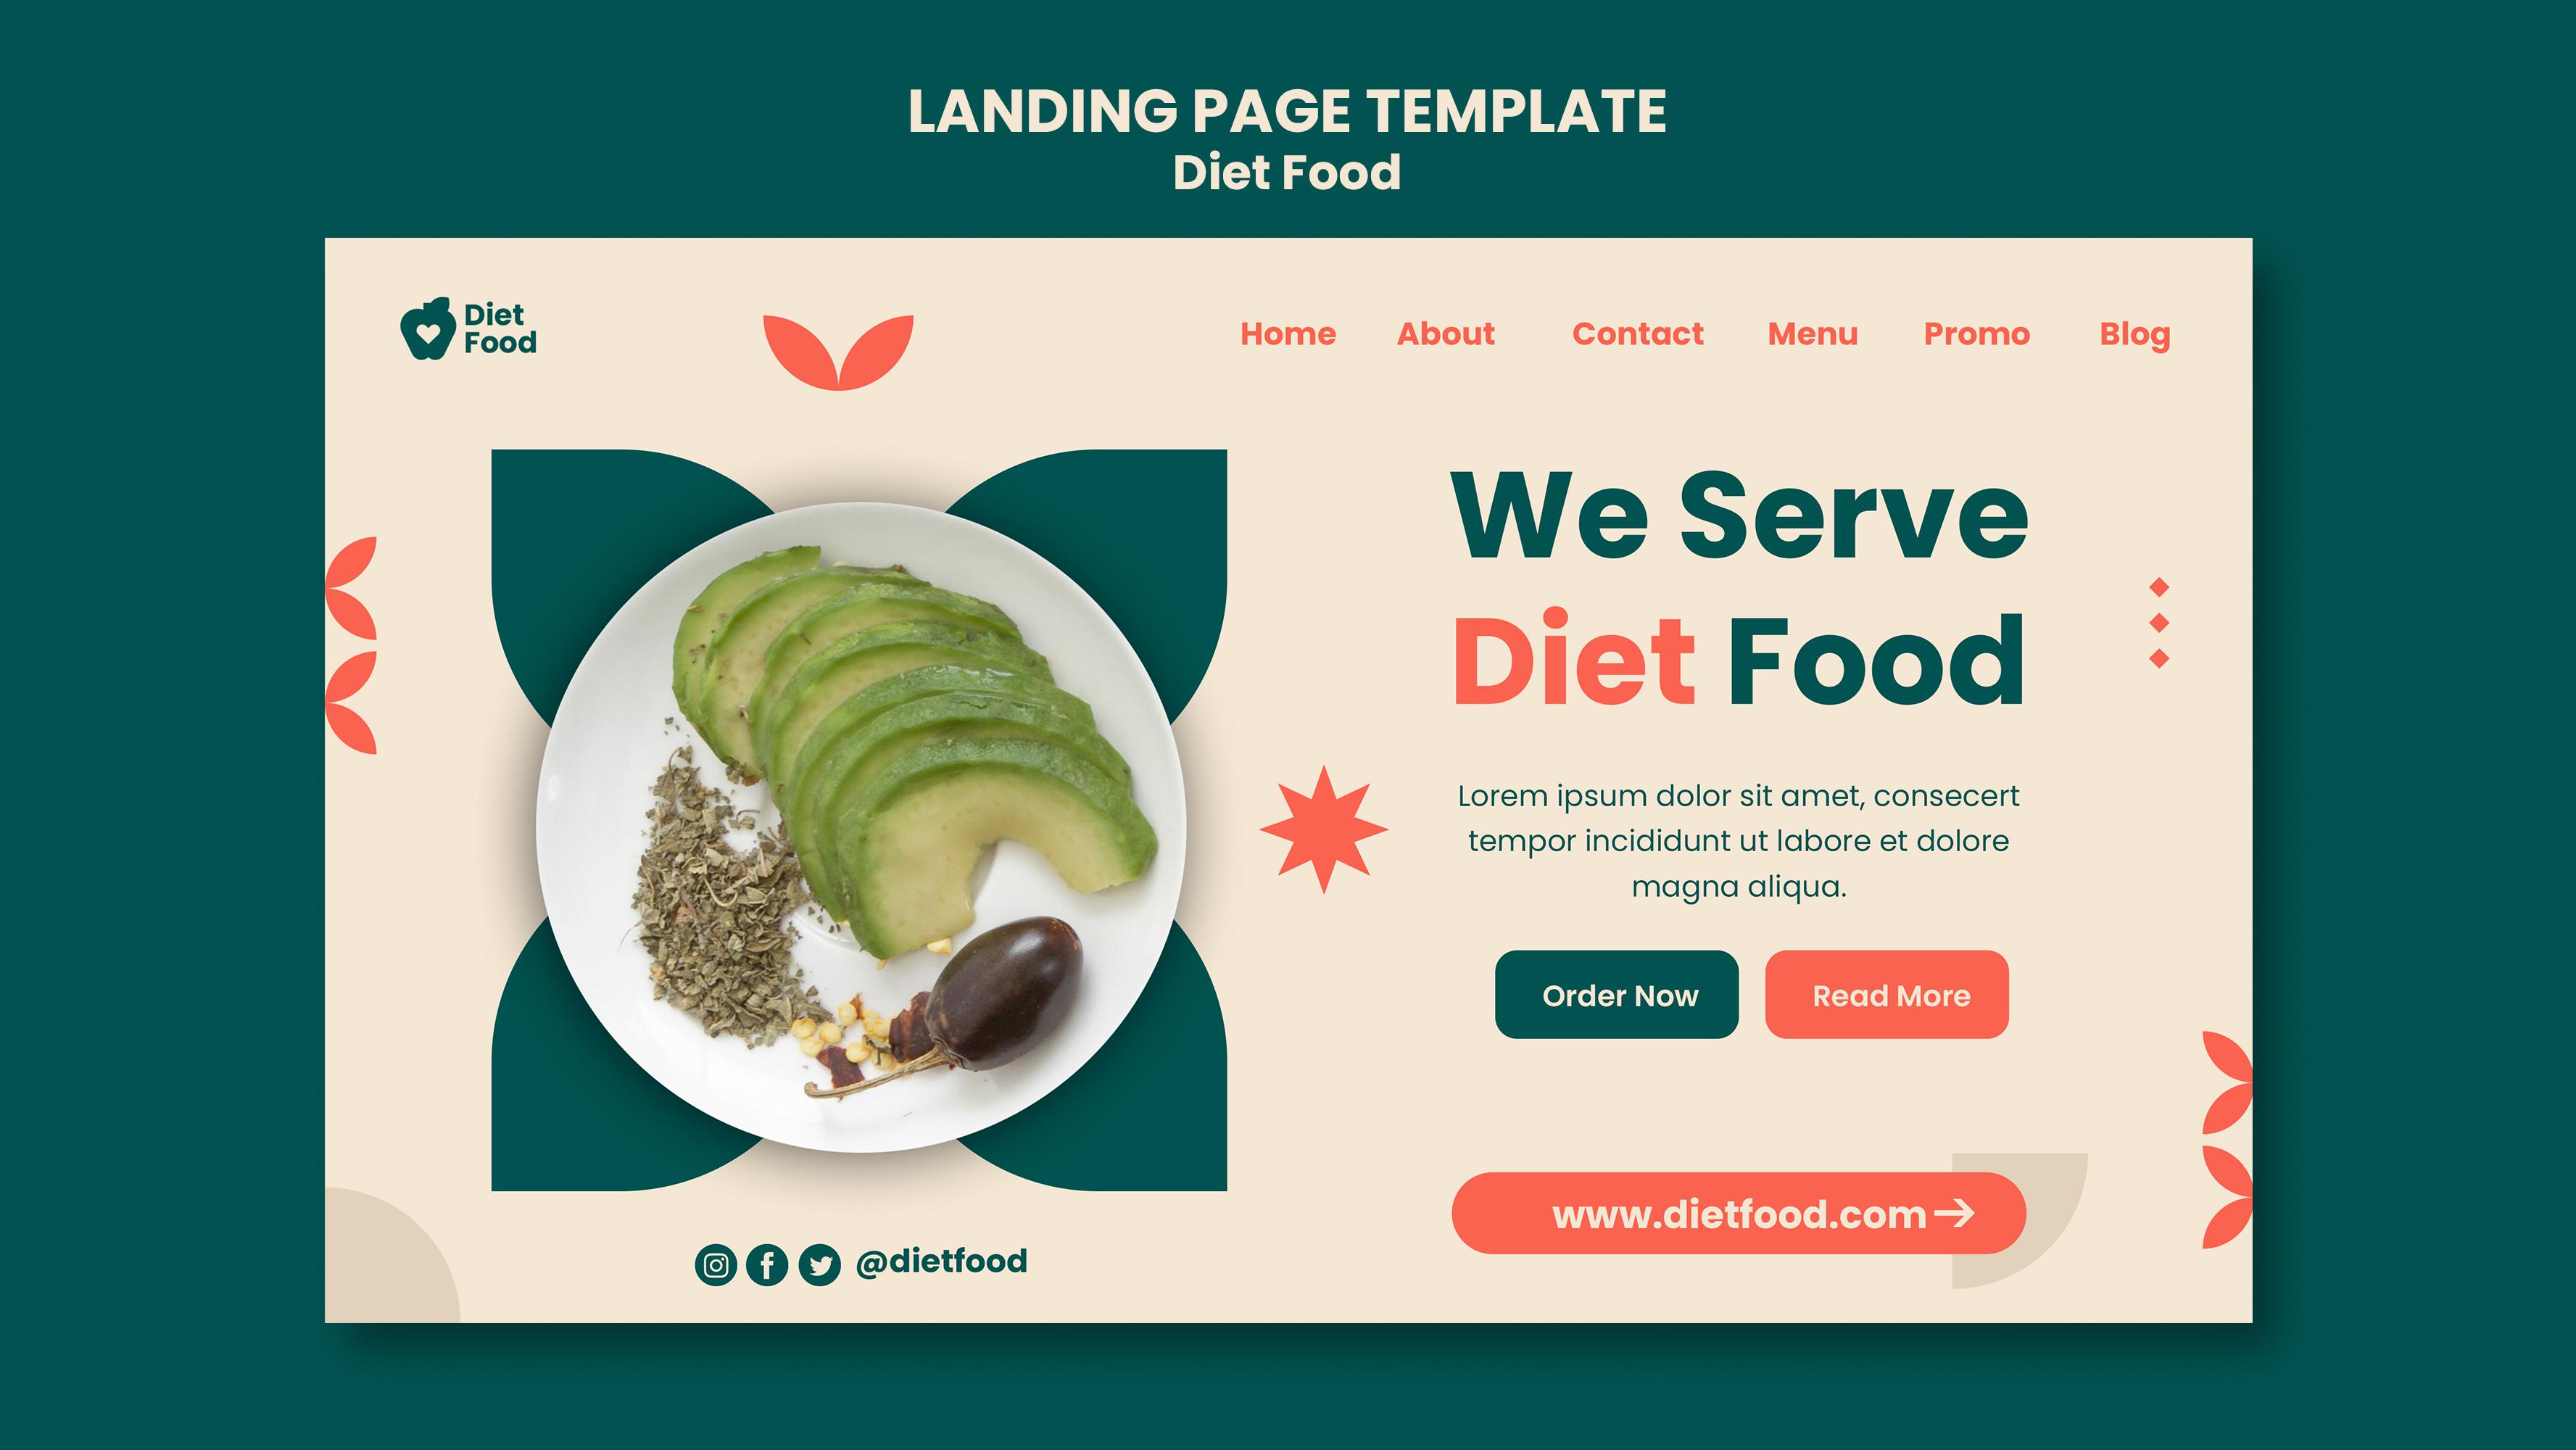 LANDING PAGE TEMPLATE
Diet Food
Diet
Food
Home About Contact Menu Promo Blog
We Serve
Diet Food
Lorem ipsum dolor sit amet, consecert
tempor incididunt ut labore et dolore
magna aliqua.
Order Now Read More
www.dietfood.com
@dietfood